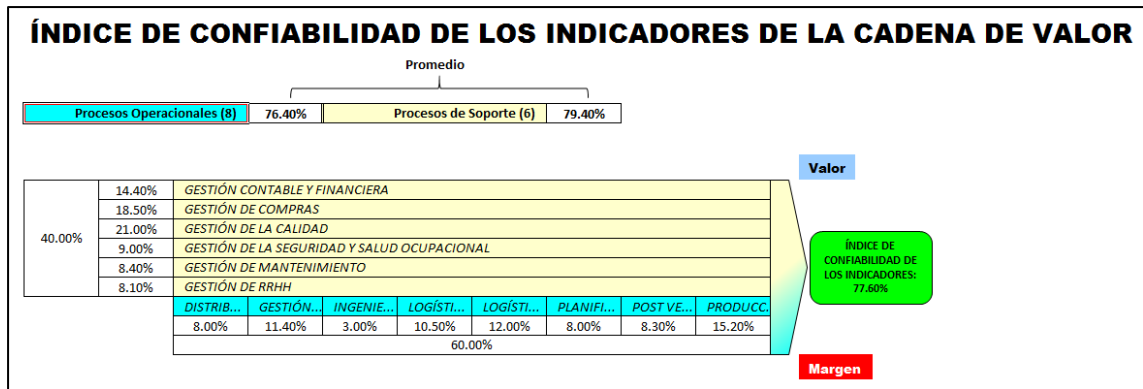 ÍNDICE DE CONFIABILIDAD DE LOS INDICADORES DE LA CADENA DE VALOR
Promedio
Procesos Operacionales (8) 76.40% Procesos de Soporte (6) 79.40%
Valor
40.00%
14.40% GESTIÓN CONTABLE Y FINANCIERA
18.50% GESTIÓN DE COMPRAS
21.00% GESTIÓN DE LA CALIDAD
9.00% GESTIÓN DE LA SEGURIDAD Y SALUD OCUPACIONAL
8.40% GESTIÓN DE MANTENIMIENTO
8.10% GESTIÓN DE RRHH
ÍNDICE DE
CONFIABILIDAD DE
LOS INDICADORES:
77.60%
DISTRIB... GESTIÓN... INGENIE... LOGÍSTI... LOGÍSTI... PLANIFI... POST VE... PRODUCC.
8.00% 11.40% 3.00% 10.50% 12.00% 8.00% 8.30% 15.20%
60.00%
Margen